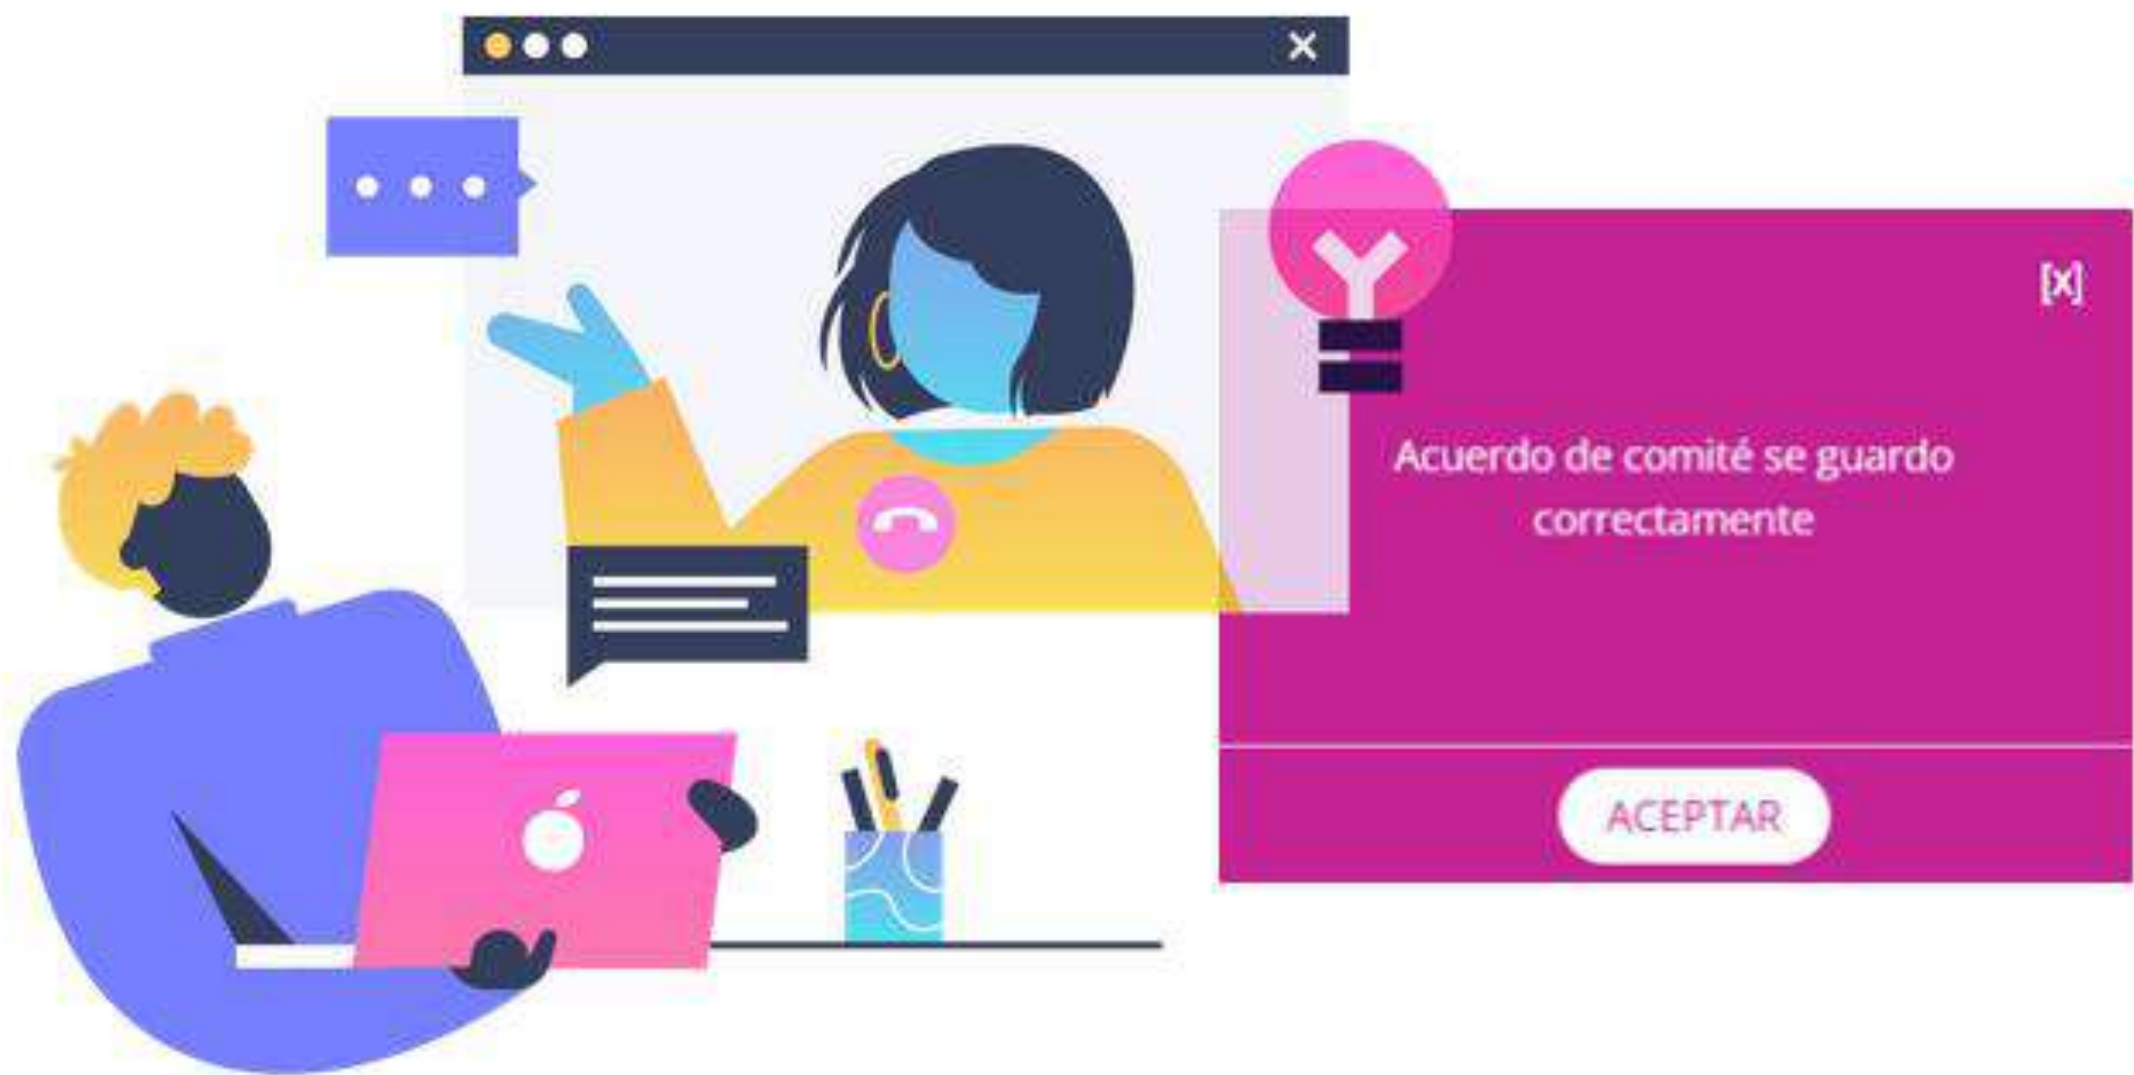 [x]
Acuerdo de comité se guardo
correctamente
ACEPTAR